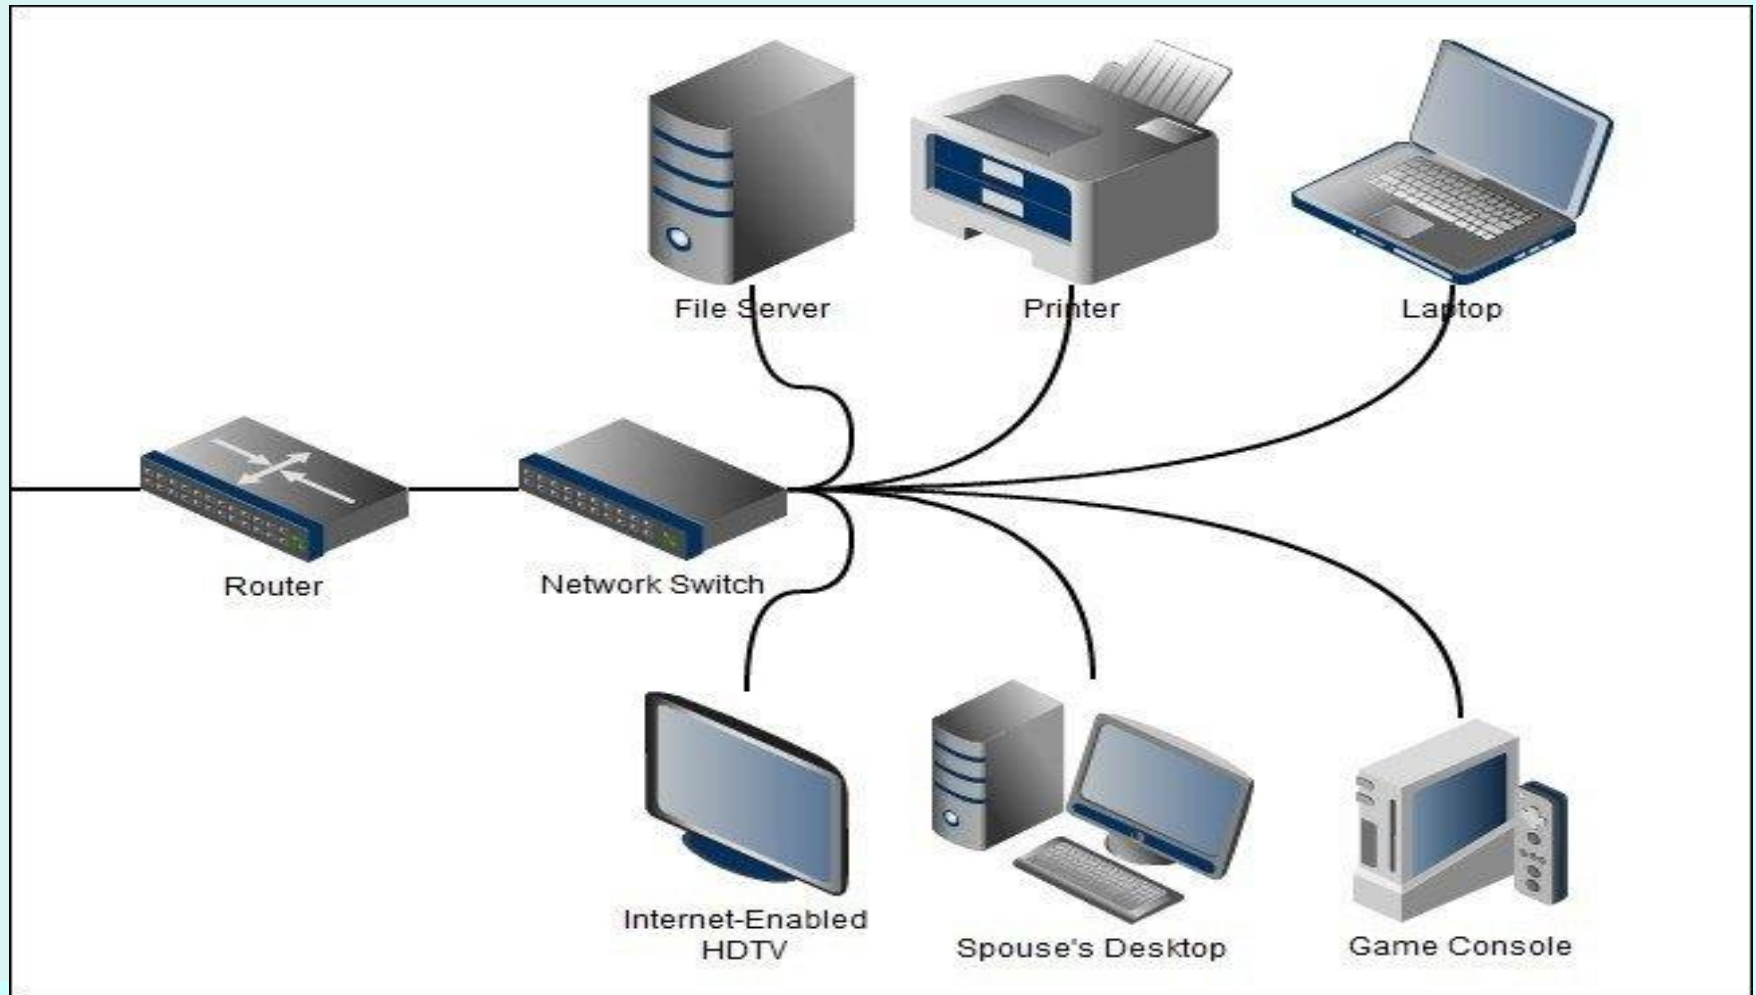 File Server
Printer
Laptop
Router
Network Switch
Internet-Enabled
HDTV
Spouse's Desktop
Game Console